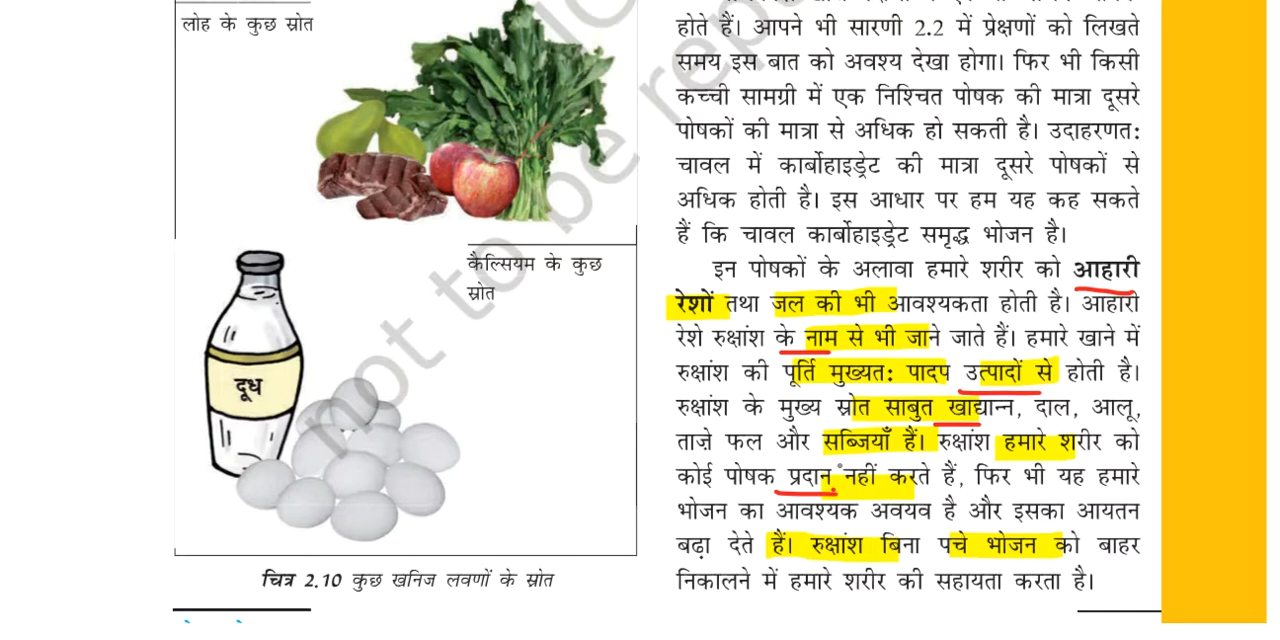 लोह के कुछ स्रोत
कैल्सियम के कुछ
स्रोत
दूध
चित्र 2.10 कुछ खनिज लवणों के स्रोत
होते हैं। आपने भी सारणी 2.2 में प्रेक्षणों को लिखते
समय इस बात को अवश्य देखा होगा। फिर भी किसी
कच्ची सामग्री में एक निश्चित पोषक की मात्रा दूसरे
पोषकों की मात्रा से अधिक हो सकती है। उदाहरणत:
चावल में कार्बोहाइड्रेट की मात्रा दूसरे पोषकों से
अधिक होती है। इस आधार पर हम यह कह सकते
हैं कि चावल कार्बोहाइड्रेट समृद्ध भोजन है।
इन पोषकों के अलावा हमारे शरीर को आहारी
रेशों तथा जल की भी आवश्यकता होती है। आहारी
रेशे रुक्षांश के नाम से भी जाने जाते हैं। हमारे खाने में
रुक्षांश की पूर्ति मुख्यत: पादप उत्पादों से होती है।
रुक्षांश के मुख्य स्रोत साबुत खाद्यान्न, दाल, आलू,
ताज़े फल और सब्जियाँ हैं। रुक्षांश हमारे शरीर को
कोई पोषक प्रदान नहीं करते हैं, फिर भी यह हमारे
भोजन का आवश्यक अवयव है और इसका आयतन
बढ़ा देते हैं। रुक्षांश बिना पचे भोजन को बाहर
निकालने में हमारे शरीर की सहायता करता है।
not to be